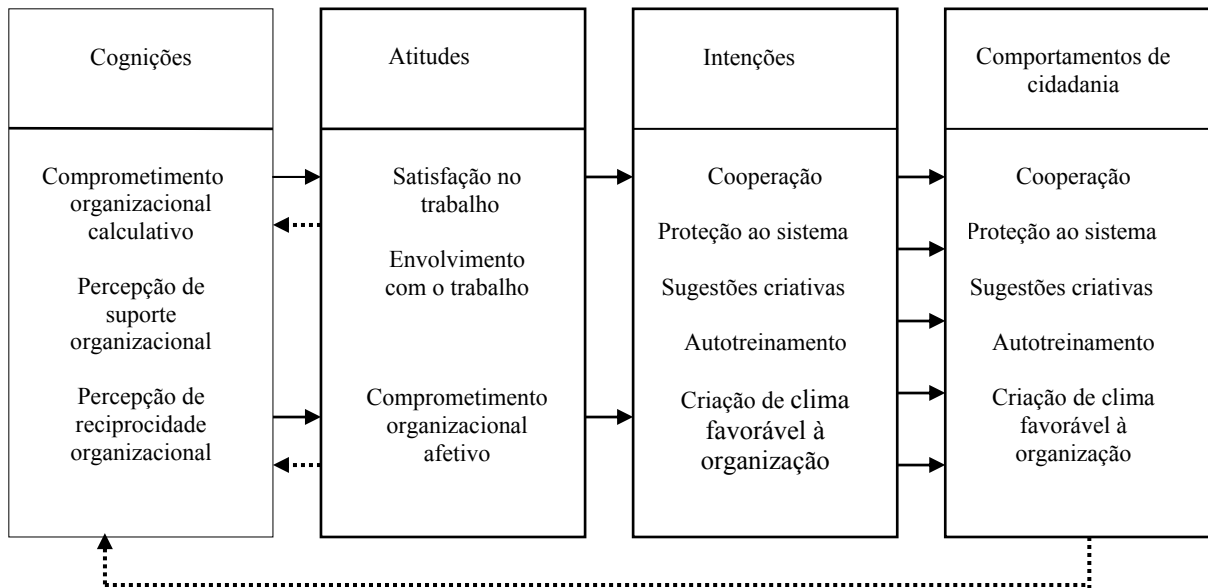 Cognições
Atitudes
Intenções
Comportamentos de
cidadania
Comprometimento
organizacional
calculativo
Percepção de
suporte
organizacional
Percepção de
reciprocidade
organizacional
Satisfação no
trabalho
Envolvimento
com o trabalho
Comprometimento
organizacional
afetivo
Cooperação
Proteção ao sistema
Sugestões criativas
Autotreinamento
Criação de clima
favorável à
organização
Cooperação
Proteção ao sistema
Sugestões criativas
Autotreinamento
Criação de clima
favorável à
organização